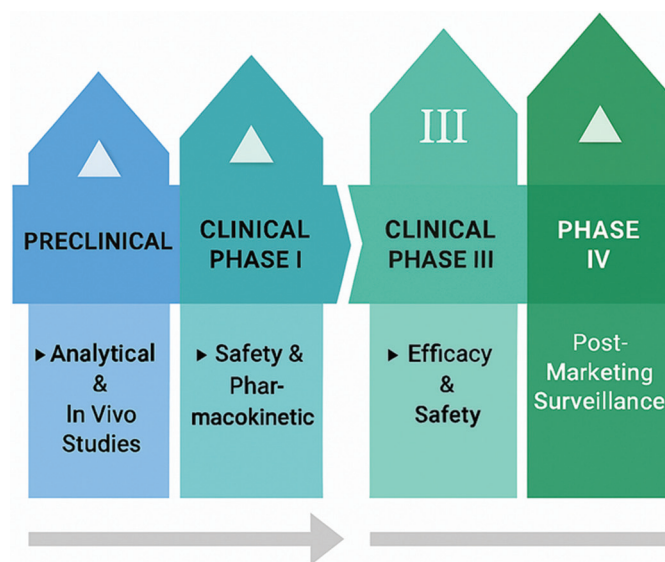 III
PRECLINICAL
CLINICAL
PHASE I
CLINICAL
PHASE III
PHASE
IV
▸ Analytical
&
In Vivo
Studies
▸ Safety &
Phar-
macokinetic
▸ Efficacy
&
Safety
Post-
Marketing
Surveillance